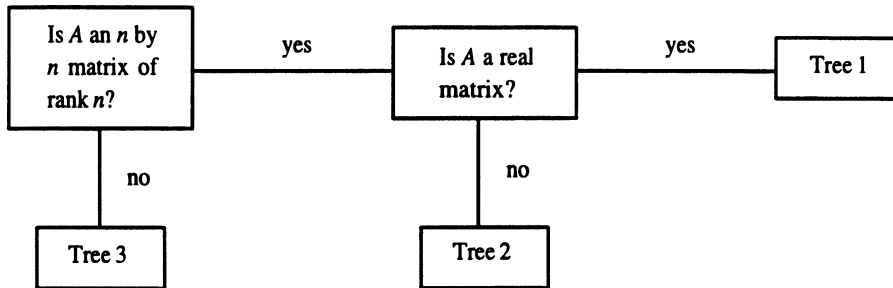 Is A an n by
n matrix of
rank n?
yes
Is A a real
matrix?
yes
Tree 1
no
no
Tree 3
Tree 2